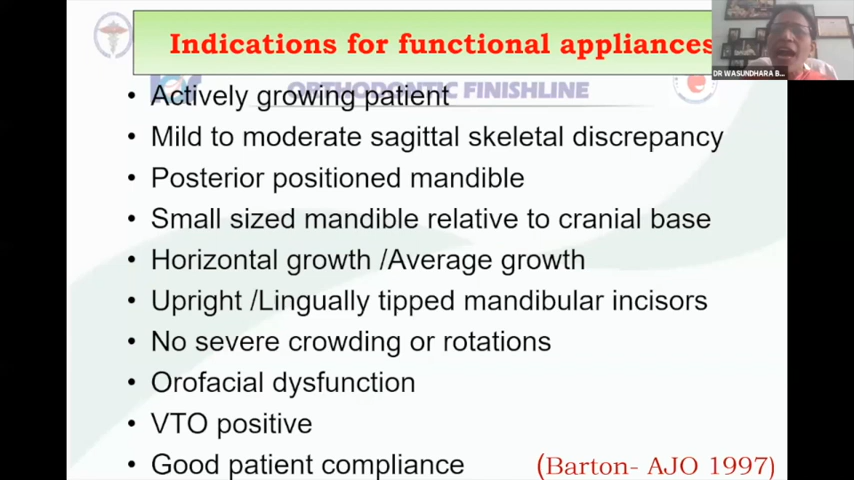 Indications for functional appliances
DR WASUNDHARA B...
ORTHODONTIC FINISHLINE
• Actively growing patient
• Mild to moderate sagittal skeletal discrepancy
• Posterior positioned mandible
• Small sized mandible relative to cranial base
• Horizontal growth /Average growth
• Upright /Lingually tipped mandibular incisors
• No severe crowding or rotations
• Orofacial dysfunction
• VTO positive
• Good patient compliance (Barton- AJO 1997)